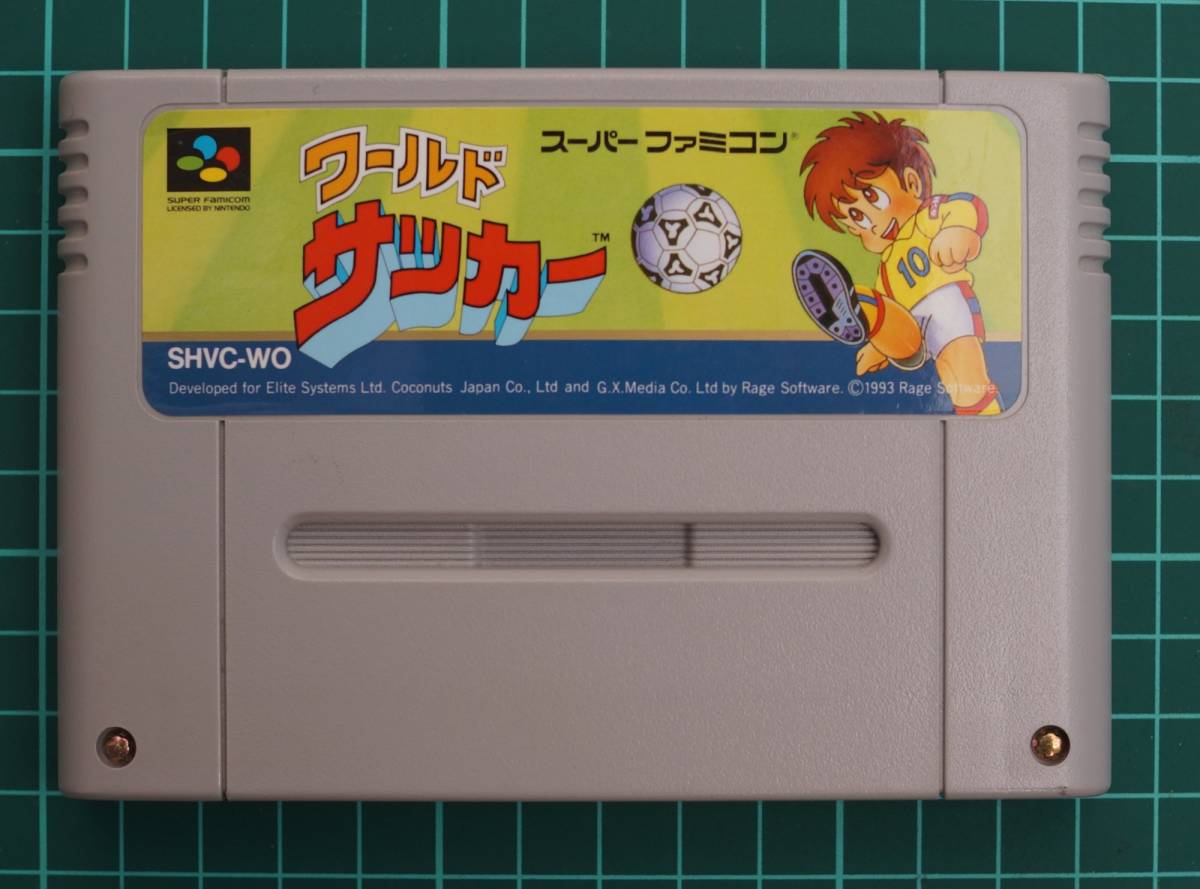 スーパーファミコン®
SUPER FAMICOM
LICENSED BY NINTENDO
ワールド
サッカー™
10
SHVC-WO
Developed for Elite Systems Ltd. Coconuts Japan Co., Ltd and G.X.Media Co. Ltd by Rage Software. ©1993 Rage Software.